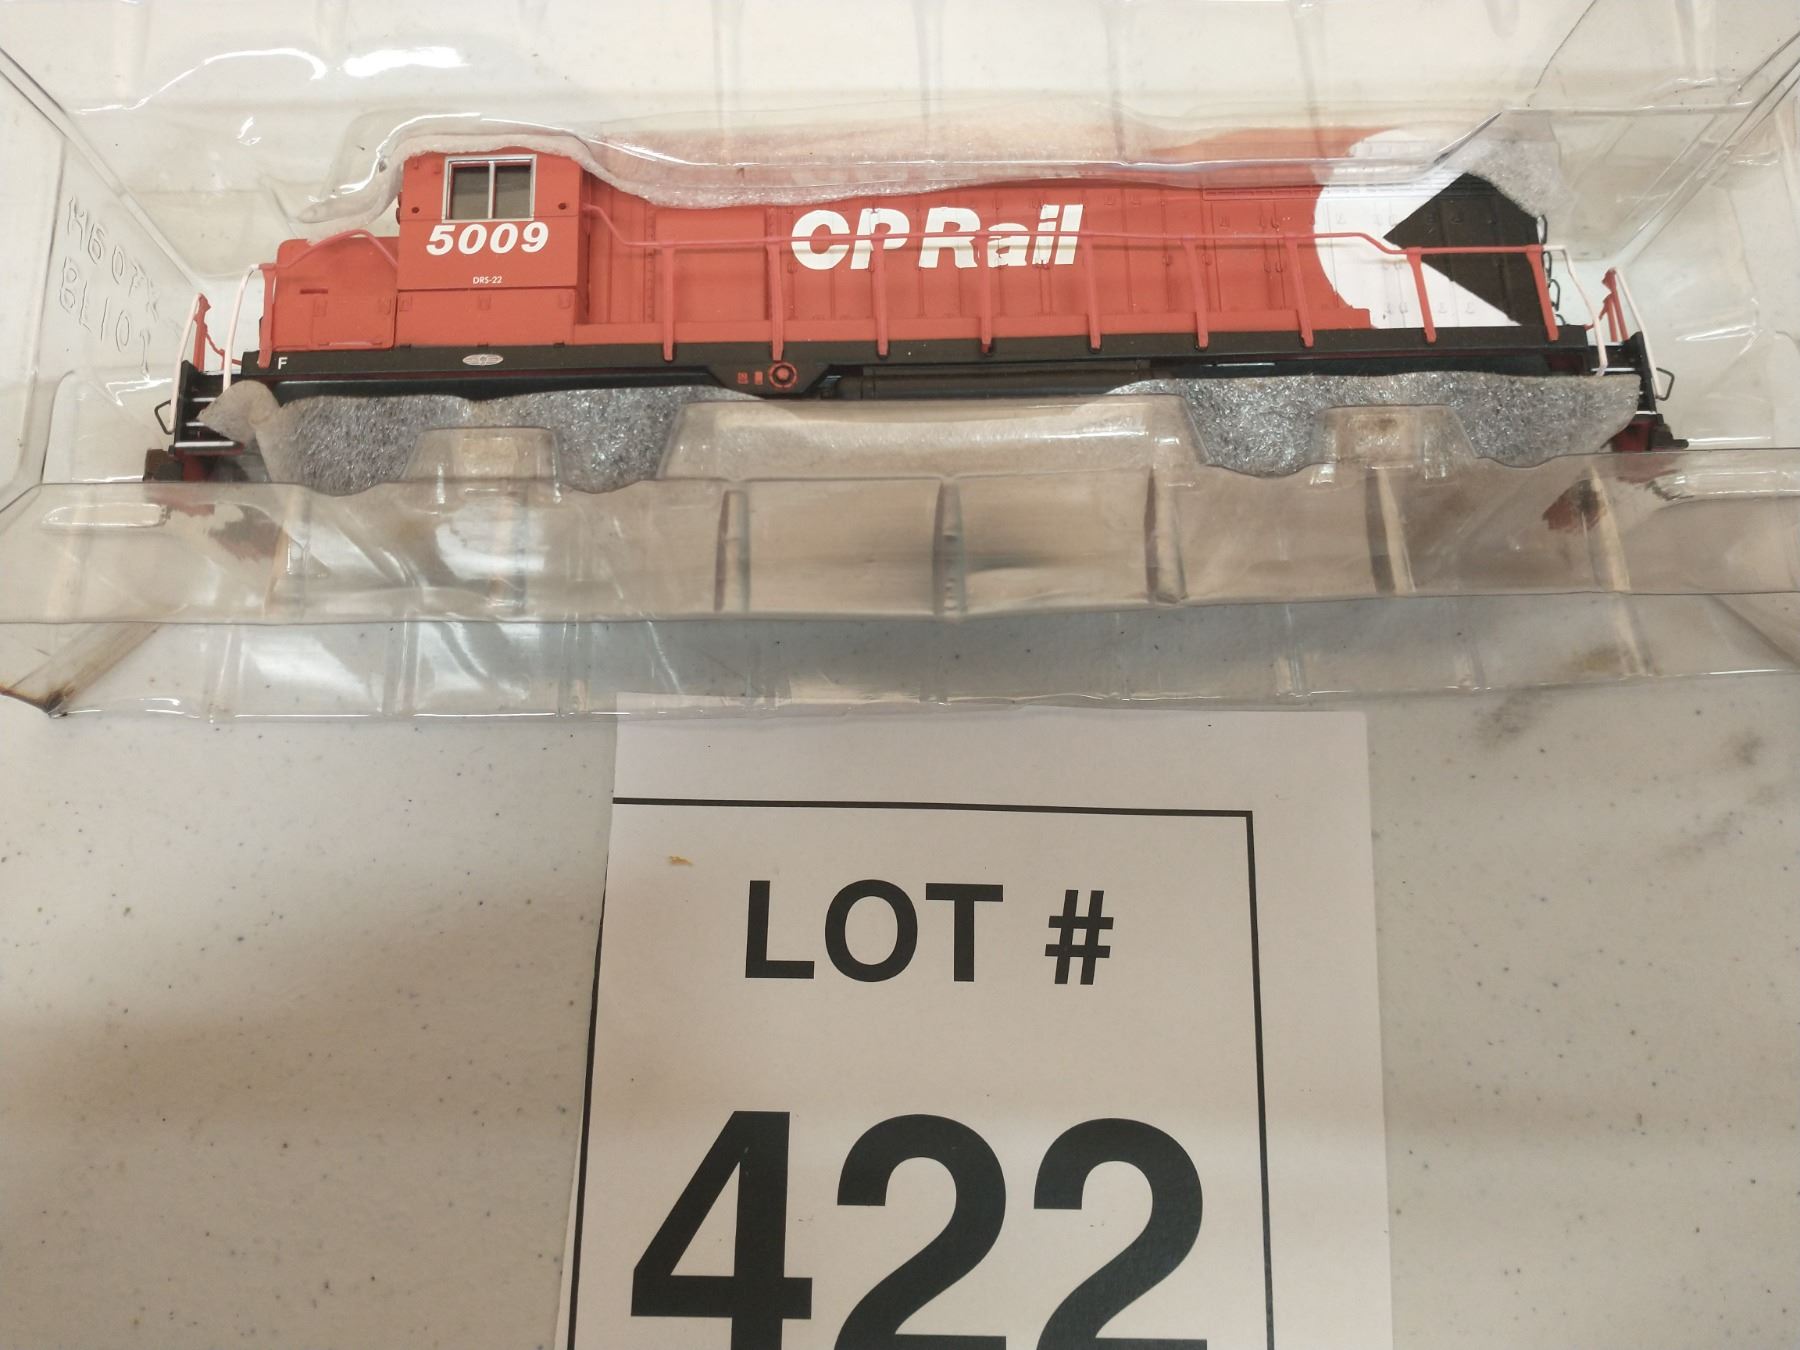 5009
CP Rail
DRS-22
F
LOT #
422